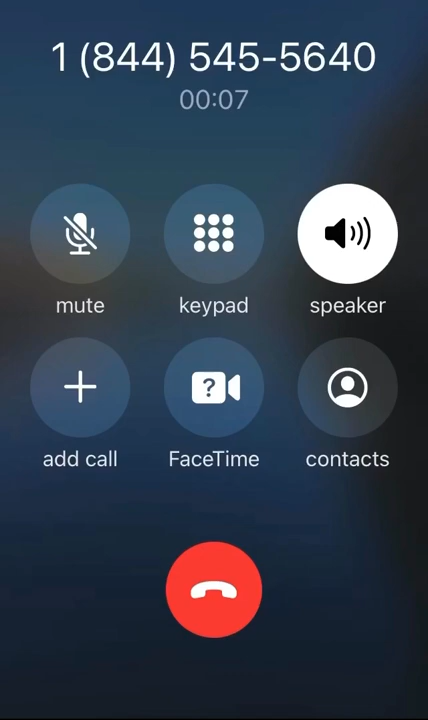 1 (844) 545-5640
00:07
mute keypad speaker
?
add call FaceTime contacts